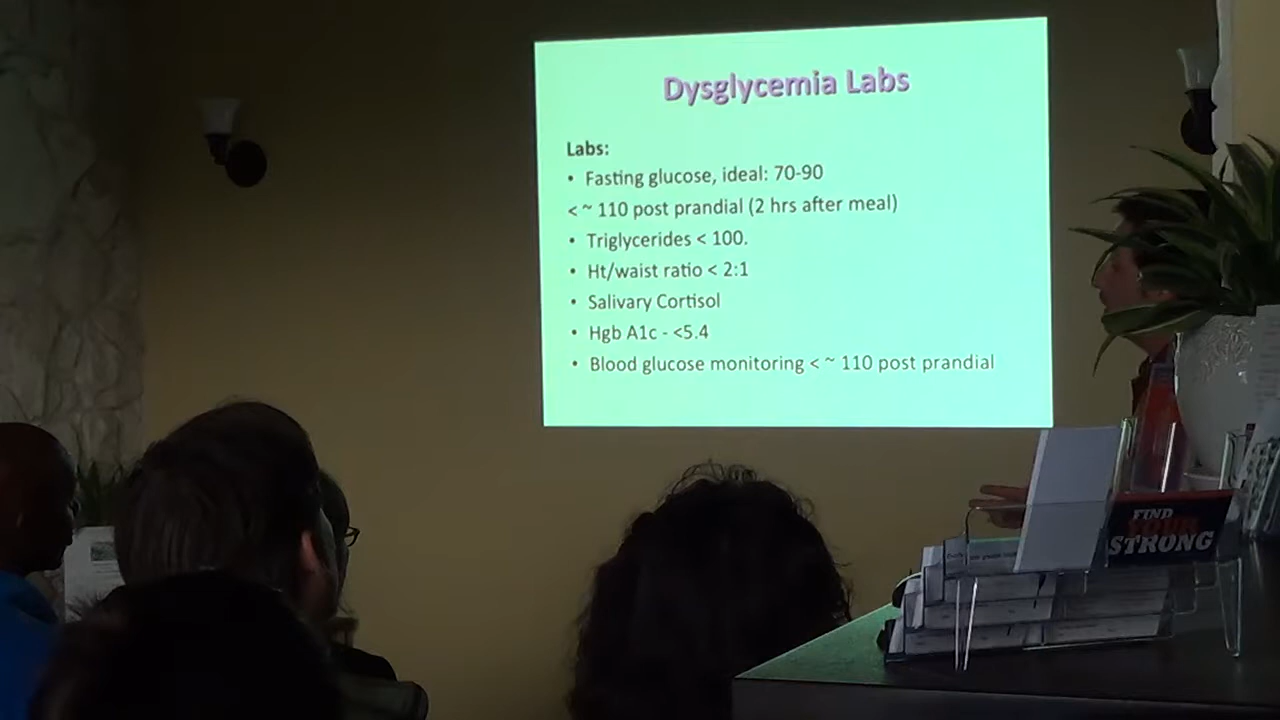 Dysglycemia Labs
Labs:
• Fasting glucose, ideal: 70-90
< ~ 110 post prandial (2 hrs after meal)
• Triglycerides < 100.
• Ht/waist ratio < 2:1
• Salivary Cortisol
• Hgb A1c - <5.4
• Blood glucose monitoring < ~ 110 post prandial
FIND
YOUR
STRONG